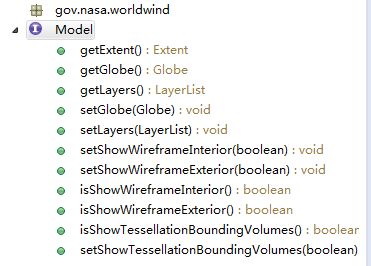 gov.nasa.worldwind
Model
getExtent() : Extent
getGlobe() : Globe
getLayers() : LayerList
setGlobe(Globe) : void
setLayers(LayerList) : void
setShowWireframeInterior(boolean) : void
setShowWireframeExterior(boolean) : void
isShowWireframeInterior() : boolean
isShowWireframeExterior() : boolean
isShowTessellationBoundingVolumes() : boolean
setShowTessellationBoundingVolumes(boolean)